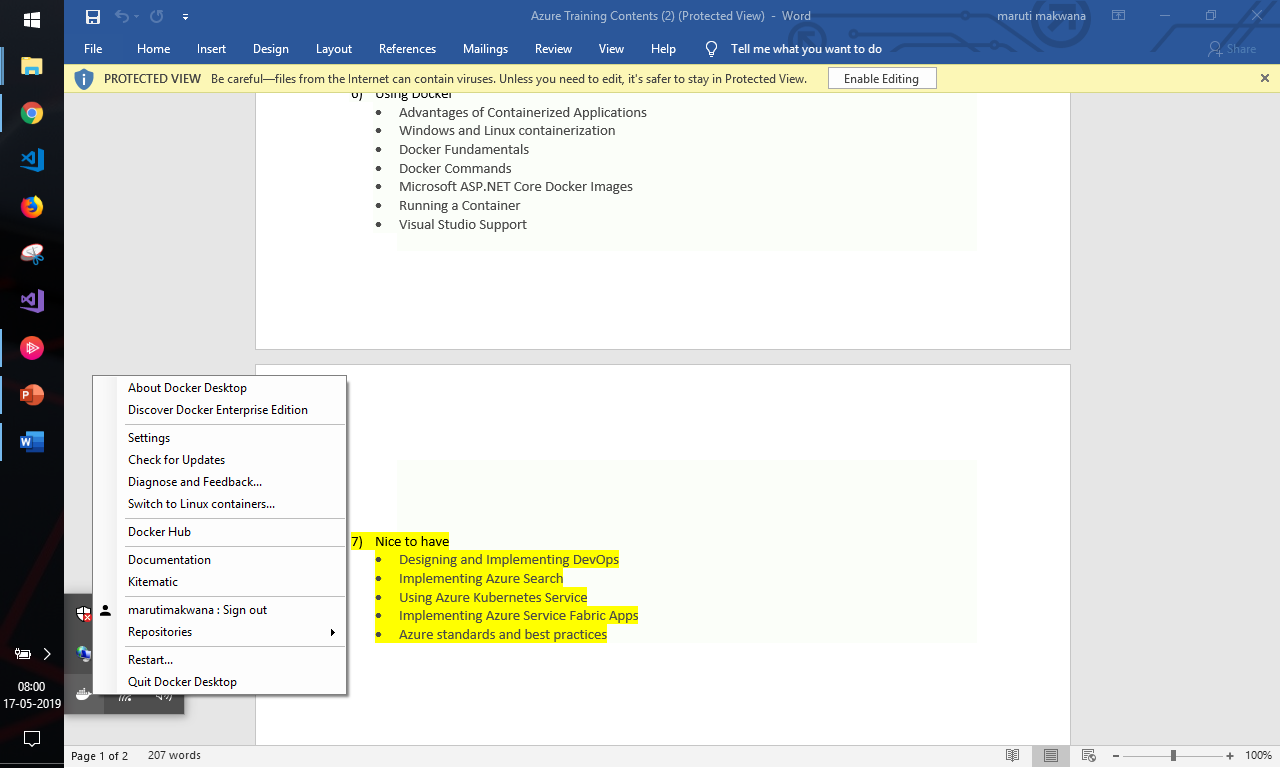 Azure Training Contents (2) (Protected View) - Word
maruti makwana
File Home Insert Design Layout References Mailings Review View Help Tell me what you want to do Share
PROTECTED VIEW Be careful—files from the Internet can contain viruses. Unless you need to edit, it's safer to stay in Protected View. Enable Editing
6) Using Docker
• Advantages of Containerized Applications
• Windows and Linux containerization
• Docker Fundamentals
• Docker Commands
• Microsoft ASP.NET Core Docker Images
• Running a Container
• Visual Studio Support
7) Nice to have
• Designing and Implementing DevOps
• Implementing Azure Search
• Using Azure Kubernetes Service
• Implementing Azure Service Fabric Apps
• Azure standards and best practices
About Docker Desktop
Discover Docker Enterprise Edition
Settings
Check for Updates
Diagnose and Feedback...
Switch to Linux containers...
Docker Hub
Documentation
Kitematic
marutimakwana : Sign out
Repositories
Restart...
Quit Docker Desktop
08:00
17-05-2019
Page 1 of 2 207 words
100%